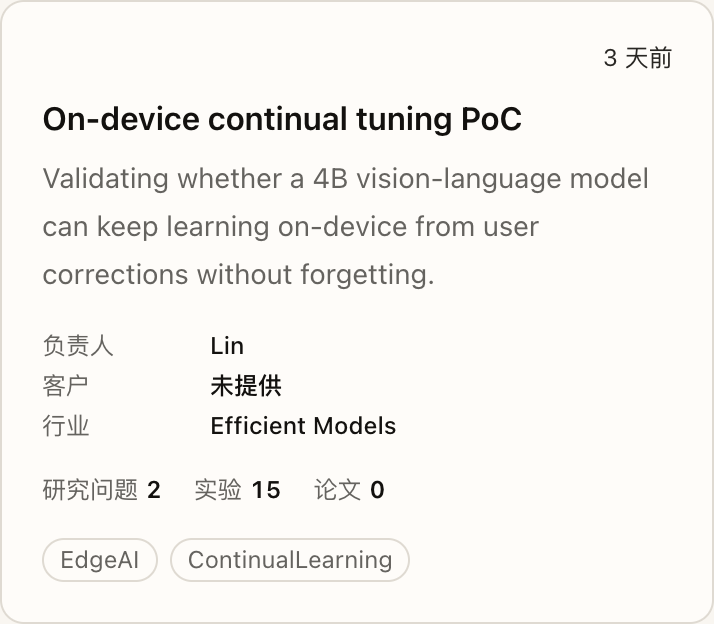 3 天前
On-device continual tuning PoC
Validating whether a 4B vision-language model
can keep learning on-device from user
corrections without forgetting.
负责人 Lin
客户 未提供
行业 Efficient Models
研究问题 2 实验 15 论文 0
EdgeAI ContinualLearning